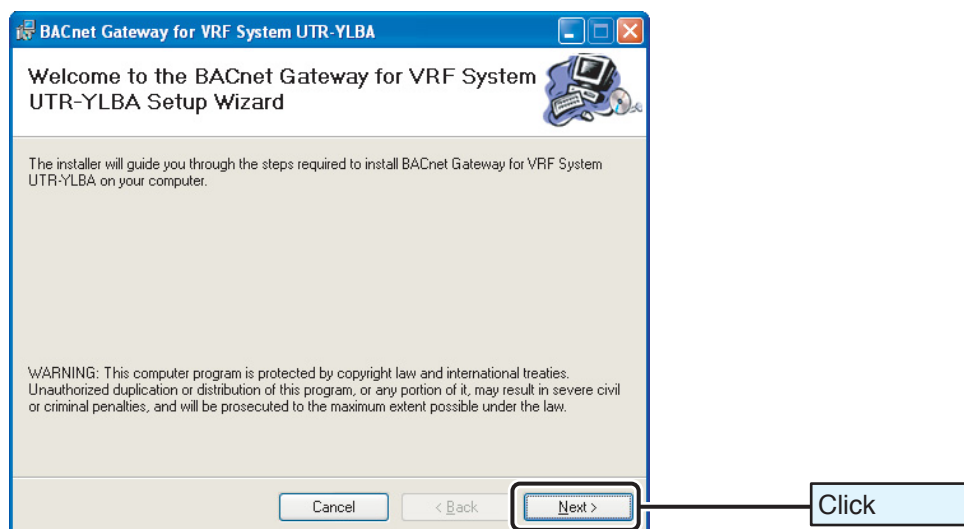 BACnet Gateway for VRF System UTR-YLBA
Welcome to the BACnet Gateway for VRF System
UTR-YLBA Setup Wizard
The installer will guide you through the steps required to install BACnet Gateway for VRF System
UTR-YLBA on your computer.
WARNING: This computer program is protected by copyright law and international treaties.
Unauthorized duplication or distribution of this program, or any portion of it, may result in severe civil
or criminal penalties, and will be prosecuted to the maximum extent possible under the law.
Cancel < Back Next > Click